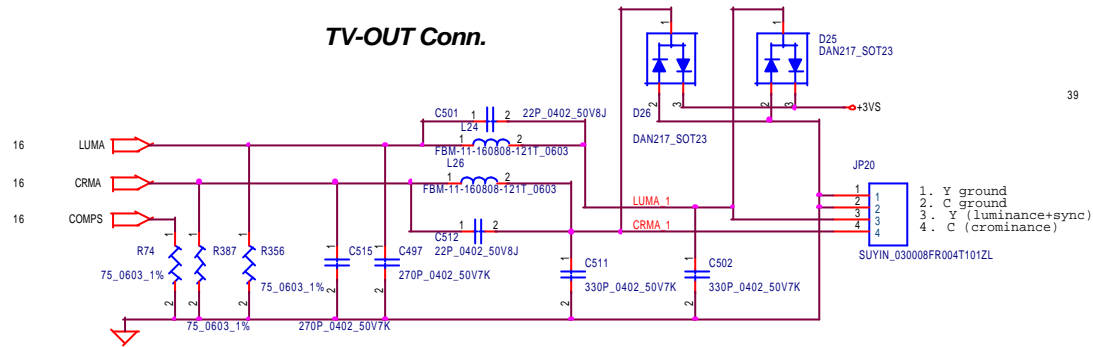 TV-OUT Conn.
1
1
D25
DAN217_SOT23
2
3
2
3
+3VS
39
D26
DAN217_SOT23
C501
1
2
22P_0402_50V8J
L24
16
LUMA
1
2
FBM-11-160808-121T_0603
L26
16
CRMA
1
2
FBM-11-160808-121T_0603
JP20
LUMA_1
1
2
3
4
1
2
3
4
1. Y ground
2. C ground
3. Y (luminance+sync)
4. C (crominance)
SUYIN_030008FR004T101ZL
16
COMPS
CRMA_1
C512
1
2
22P_0402_50V8J
1
R74
1
R387
1
R356
1
C515
1
C497
1
C511
1
C502
75_0603_1%
75_0603_1%
270P_0402_50V7K
330P_0402_50V7K
330P_0402_50V7K
2
2
2
2
2
2
2
75_0603_1%
270P_0402_50V7K